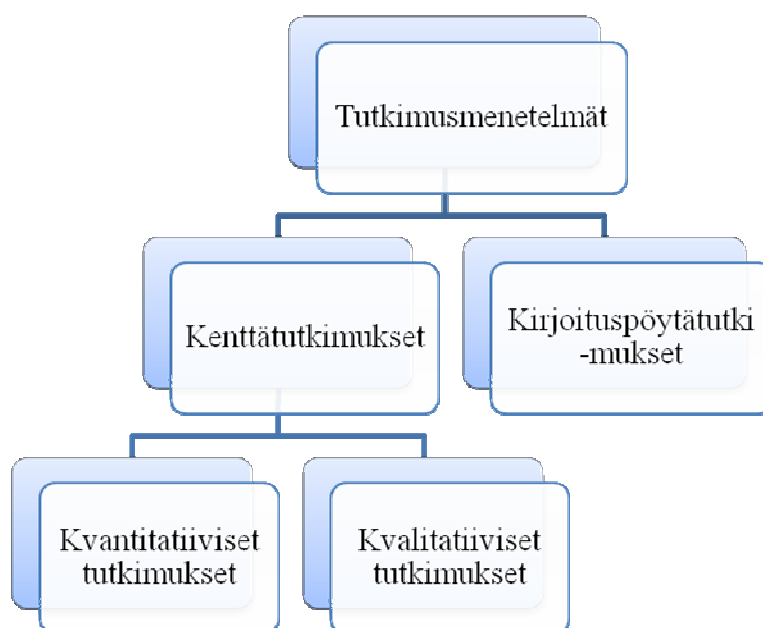 Tutkimusmenetelmät
Kenttätutkimukset
Kirjoituspöytätutki
-mukset
Kvantitatiiviset
tutkimukset
Kvalitatiiviset
tutkimukset